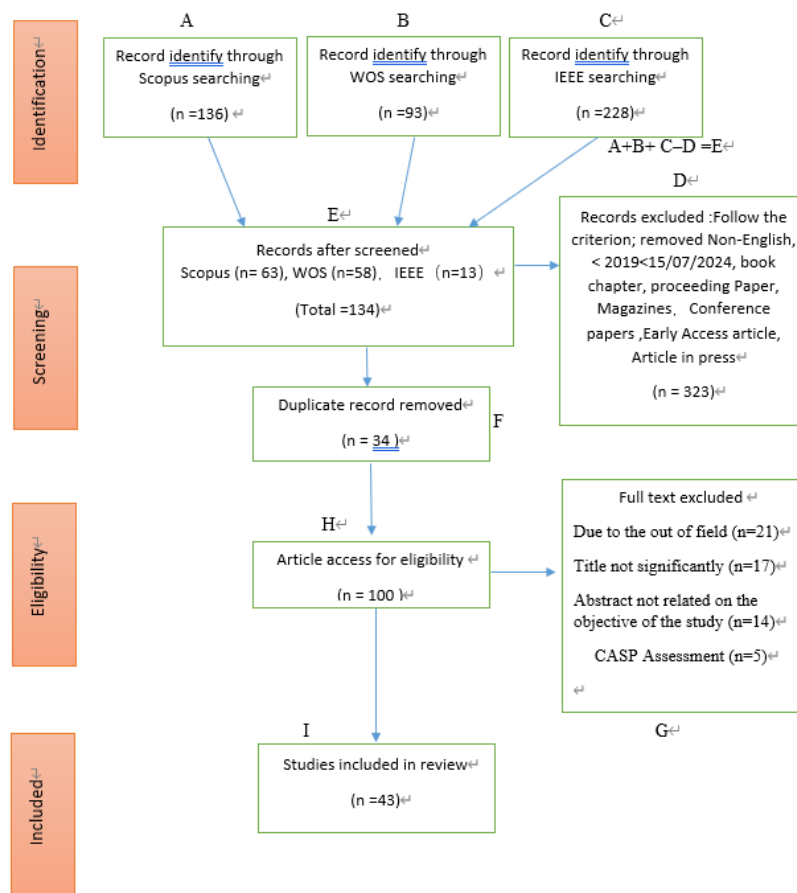 A
B
C
Identification
Record identify through
Scopus searching↵
(n =136) ↵
Record identify through
WOS searching↵
(n =93)↵
Record identify through
IEEE searching↵
(n =228)↵
A+B+ C–D =E↵
D↵
E↵
Records after screened↵
Scopus (n= 63), WOS (n=58)、IEEE（n=13） ↵
(Total =134)↵
Records excluded :Follow the
criterion; removed Non-English,
< 2019<15/07/2024, book
chapter, proceeding Paper,
Magazines、Conference
papers ,Early Access article,
Article in press↵
(n = 323)↵
Screening
Duplicate record removed↵
(n = 34 )↵
F↵
H↵
Eligibility
Article access for eligibility ↵
(n = 100 )↵
Full text excluded ↵
Due to the out of field (n=21)↵
Title not significantly (n=17)↵
Abstract not related on the
objective of the study (n=14)↵
CASP Assessment (n=5)↵
↵
G↵
I↵
Included↵
Studies included in review↵
(n =43)↵